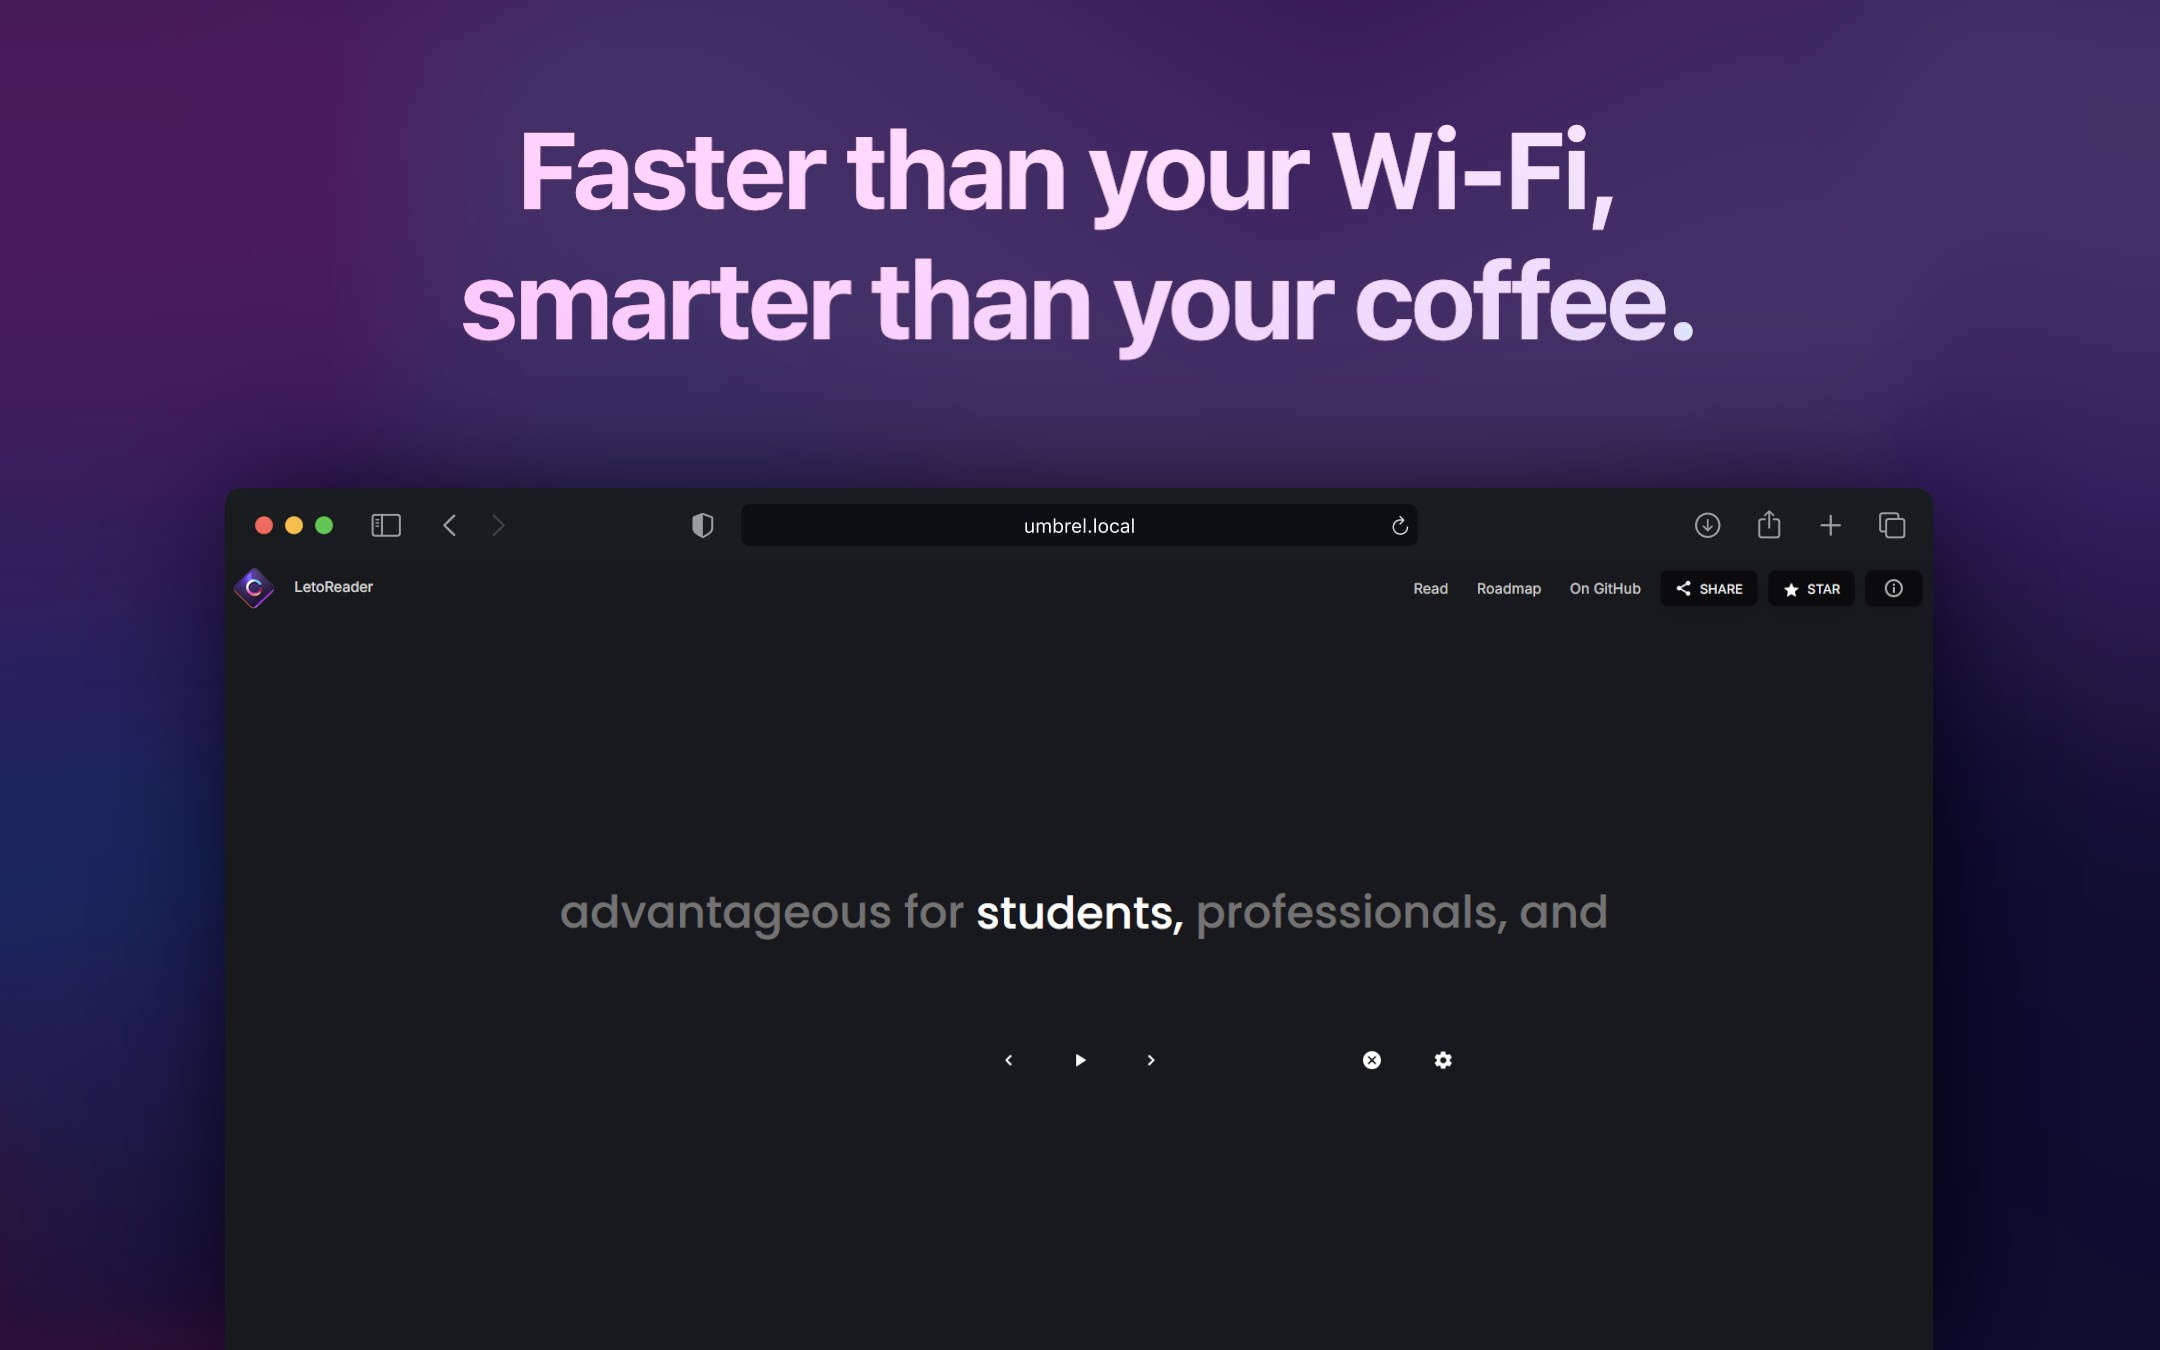 Faster than your Wi-Fi,
smarter than your coffee.
umbrel.local
LetoReader
Read
Roadmap
On GitHub
SHARE
STAR
advantageous for students, professionals, and